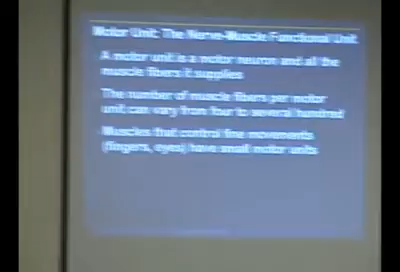 Motor Unit: The Nerve-Muscle Functional Unit
A motor unit is a motor neuron and all the
muscle fibers it supplies
The number of muscle fibers per motor
unit can vary from four to several hundred
Muscles that control fine movements
(fingers, eyes) have small motor units